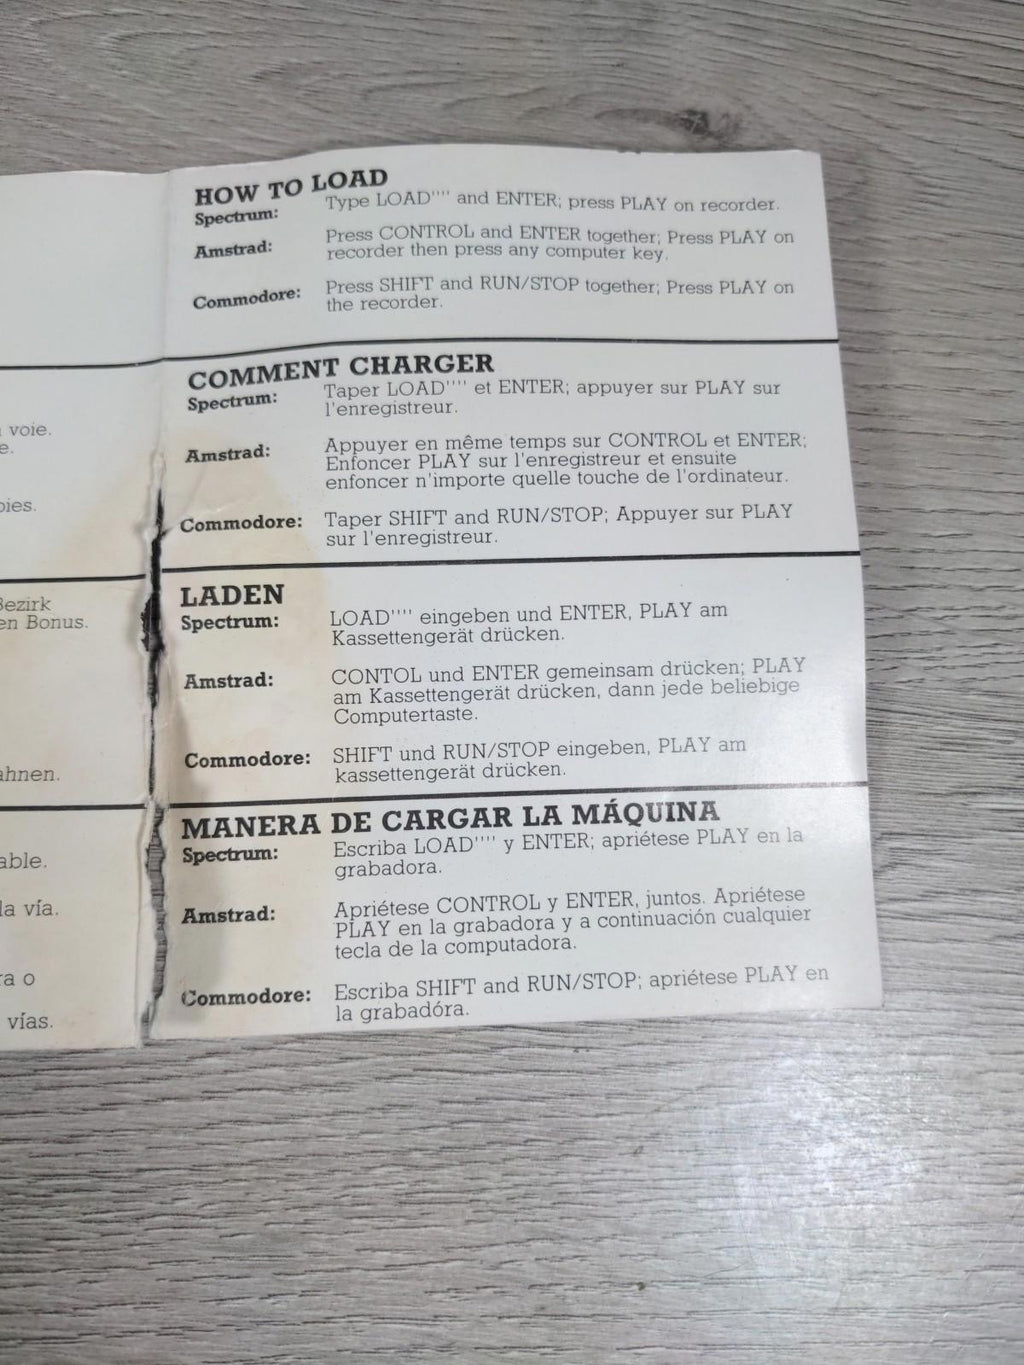 HOW TO LOAD
Spectrum: Type LOAD'''' and ENTER; press PLAY on recorder.
Amstrad: Press CONTROL and ENTER together; Press PLAY on
recorder then press any computer key.
Commodore: Press SHIFT and RUN/STOP together; Press PLAY on
the recorder.
COMMENT CHARGER
Spectrum: Taper LOAD'''' et ENTER; appuyer sur PLAY sur
l'enregistreur.
Amstrad: Appuyer en même temps sur CONTROL et ENTER;
Enfoncer PLAY sur l'enregistreur et ensuite
enfoncer n'importe quelle touche de l'ordinateur.
Commodore: Taper SHIFT and RUN/STOP; Appuyer sur PLAY
sur l'enregistreur.
LADEN
Spectrum: LOAD'''' eingeben und ENTER, PLAY am
Kassettengerät drücken.
Amstrad: CONTOL und ENTER gemeinsam drücken; PLAY
am Kassettengerät drücken, dann jede beliebige
Computertaste.
Commodore: SHIFT und RUN/STOP eingeben, PLAY am
kassettengerät drücken.
MANERA DE CARGAR LA MÁQUINA
Spectrum: Escriba LOAD'''' y ENTER; apriétese PLAY en la
grabadora.
Amstrad: Apriétese CONTROL y ENTER, juntos. Apriétese
PLAY en la grabadora y a continuación cualquier
tecla de la computadora.
Commodore: Escriba SHIFT and RUN/STOP; apriétese PLAY en
la grabadóra.
voie.
Bezirk
en Bonus.
ahnen.
able.
la vía.
ra o
vías.